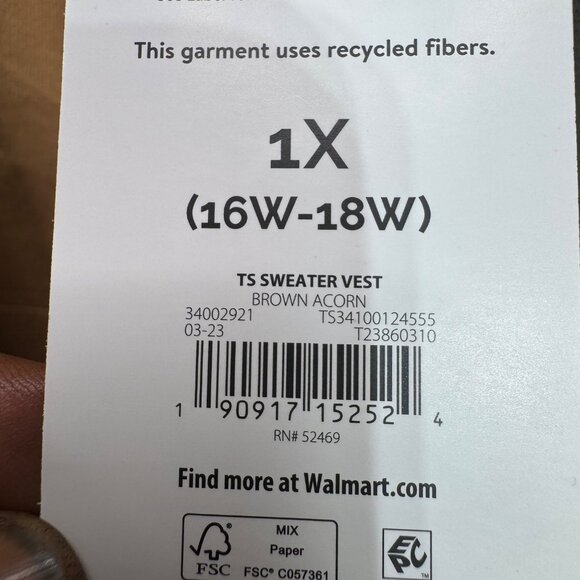 This garment uses recycled fibers.
1X
(16W-18W)
TS SWEATER VEST
BROWN ACORN
34002921 TS34100124555
03-23 T23860310
1 90917 15252 4
RN# 52469
Find more at Walmart.com
MIX
Paper
FSC FSC® C057361
EPC